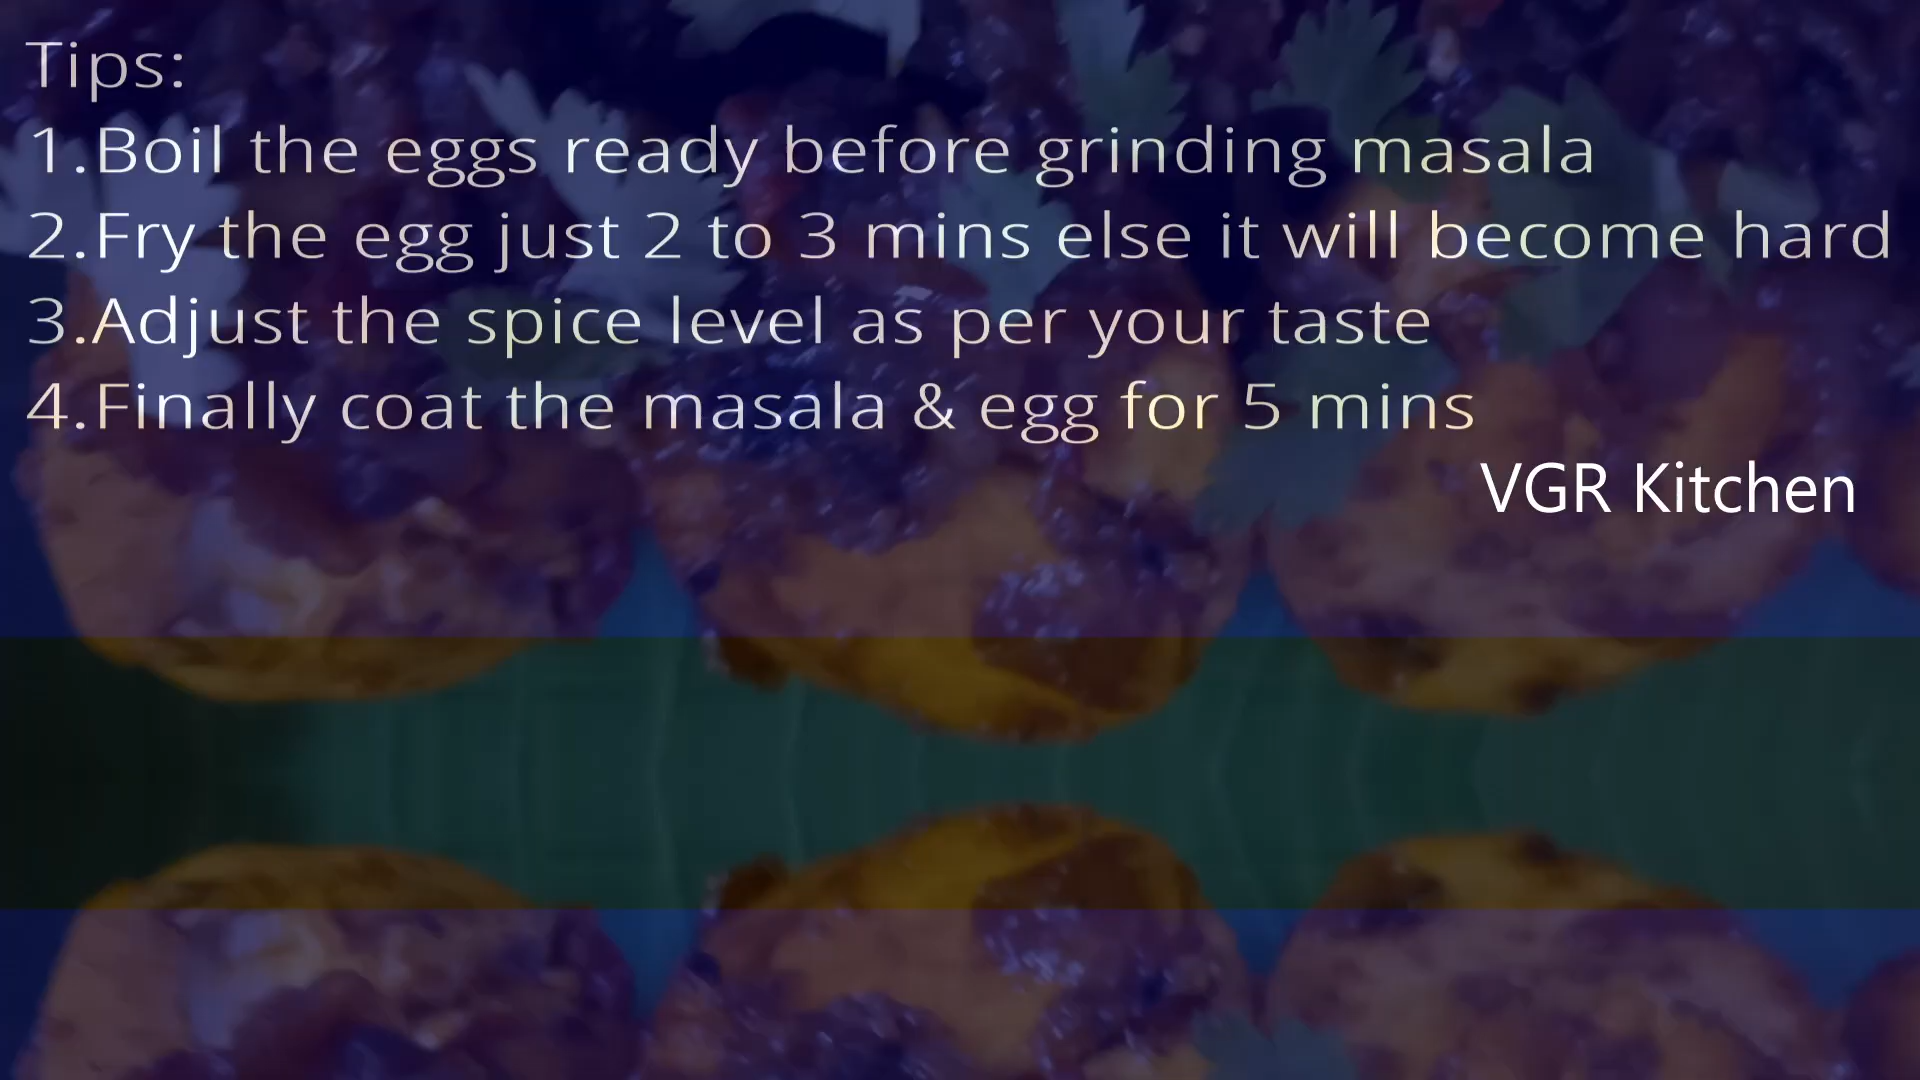 Tips:
1.Boil the eggs ready before grinding masala
2.Fry the egg just 2 to 3 mins else it will become hard
3.Adjust the spice level as per your taste
4.Finally coat the masala & egg for 5 mins
VGR Kitchen